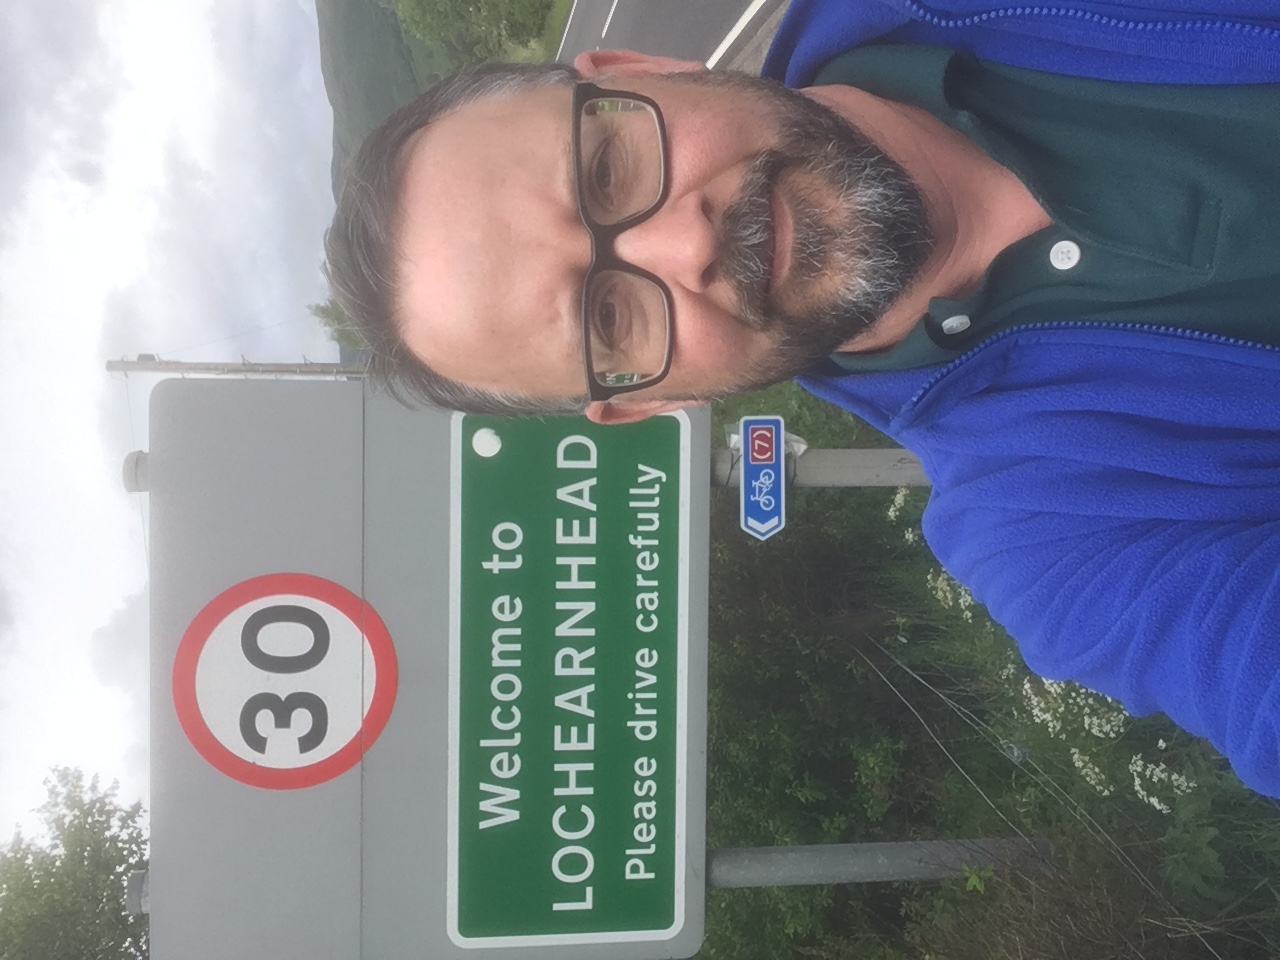 30
Welcome to
LOCHEARNHEAD
Please drive carefully
(7)